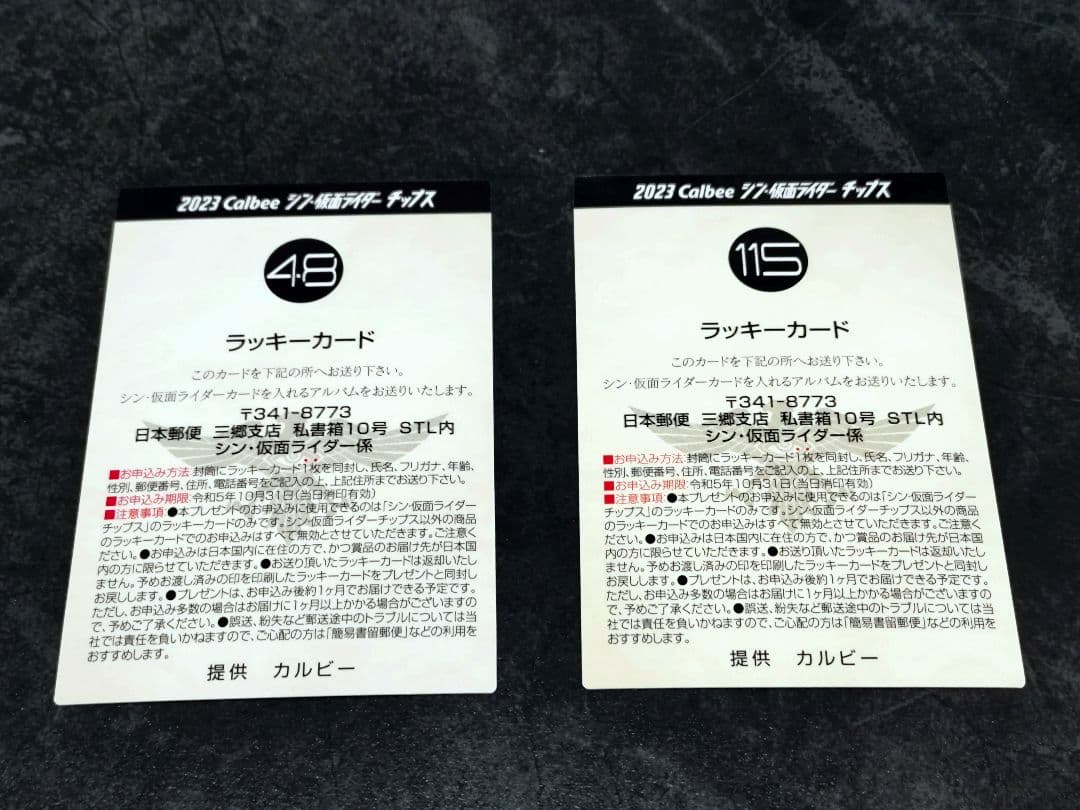 2023 Calbee シン・仮面ライダー チップス
48
ラッキーカード
このカードを下記の所へお送り下さい。
シン・仮面ライダーカードを入れるアルバムをお送りいたします。
〒341-8773
日本郵便 三郷支店 私書箱10号 STL内
シン・仮面ライダー係
■お申込み方法:封筒にラッキーカード1枚を同封し、氏名、フリガナ、年齢、
性別、郵便番号、住所、電話番号をご記入の上、上記住所までお送り下さい。
■お申込み期限:令和5年10月31日(当日消印有効)
■注意事項:●本プレゼントのお申込みに使用できるのは「シン・仮面ライダー
チップス」のラッキーカードのみです。シン・仮面ライダーチップス以外の商品
のラッキーカードでのお申込みはすべて無効とさせていただきます。ご注意く
ださい。●お申込みは日本国内に在住の方で、かつ賞品のお届け先が日本国
内の方に限らせていただきます。●お送り頂いたラッキーカードは返却いたし
ません。予めお渡し済みの印を印刷したラッキーカードをプレゼントと同封し
お戻しします。●プレゼントは、お申込み後約1ヶ月でお届けできる予定です。
ただし、お申込み多数の場合はお届けに1ヶ月以上かかる場合がございますの
で、予めご了承ください。●誤送、紛失など郵送途中のトラブルについては当
社では責任を負いかねますので、ご心配の方は「簡易書留郵便」などの利用を
おすすめします。
提供 カルビー
2023 Calbee シン・仮面ライダー チップス
115
ラッキーカード
このカードを下記の所へお送り下さい。
シン・仮面ライダーカードを入れるアルバムをお送りいたします。
〒341-8773
日本郵便 三郷支店 私書箱10号 STL内
シン・仮面ライダー係
■お申込み方法:封筒にラッキーカード1枚を同封し、氏名、フリガナ、年齢、
性別、郵便番号、住所、電話番号をご記入の上、上記住所までお送り下さい。
■お申込み期限:令和5年10月31日(当日消印有効)
■注意事項:●本プレゼントのお申込みに使用できるのは「シン・仮面ライダー
チップス」のラッキーカードのみです。シン・仮面ライダーチップス以外の商品
のラッキーカードでのお申込みはすべて無効とさせていただきます。ご注意く
ださい。●お申込みは日本国内に在住の方で、かつ賞品のお届け先が日本国
内の方に限らせていただきます。●お送り頂いたラッキーカードは返却いたし
ません。予めお渡し済みの印を印刷したラッキーカードをプレゼントと同封し
お戻しします。●プレゼントは、お申込み後約1ヶ月でお届けできる予定です。
ただし、お申込み多数の場合はお届けに1ヶ月以上かかる場合がございますの
で、予めご了承ください。●誤送、紛失など郵送途中のトラブルについては当
社では責任を負いかねますので、ご心配の方は「簡易書留郵便」などの利用を
おすすめします。
提供 カルビー